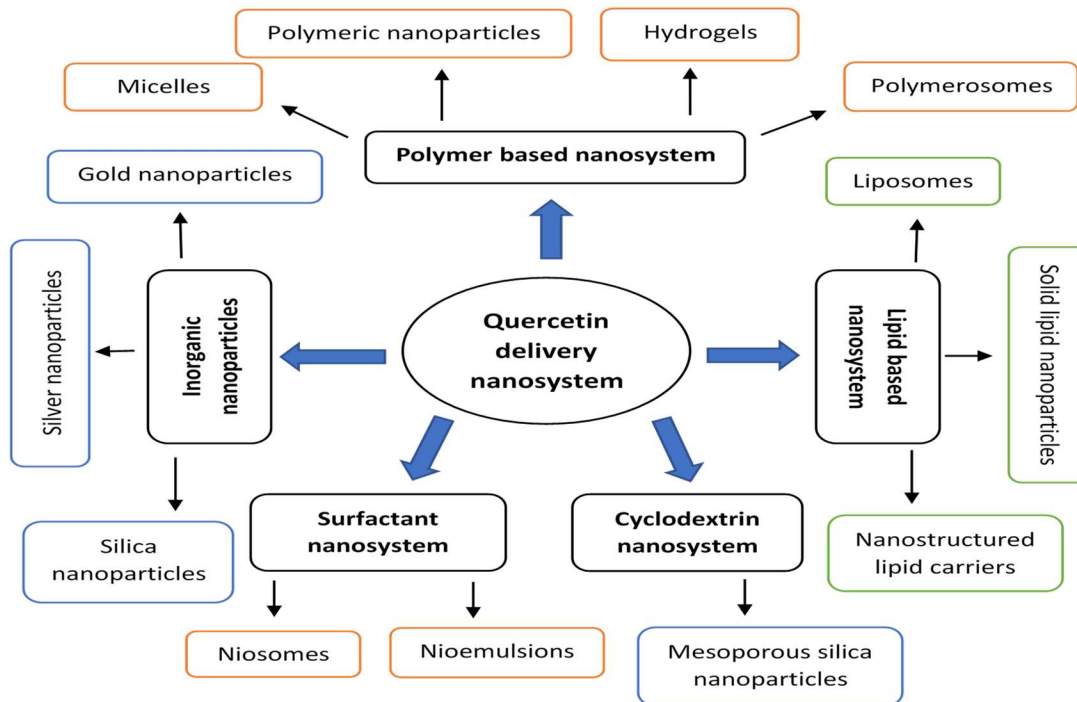 Polymeric nanoparticles
Hydrogels
Micelles
Polymerosomes
Polymer based nanosystem
Gold nanoparticles
Liposomes
Silver nanoparticles
Inorganic
nanoparticles
Quercetin
delivery
nanosystem
Lipid based
nanosystem
Solid lipid nanoparticles
Surfactant
nanosystem
Cyclodextrin
nanosystem
Silica
nanoparticles
Nanostructured
lipid carriers
Niosomes
Nioemulsions
Mesoporous silica
nanoparticles